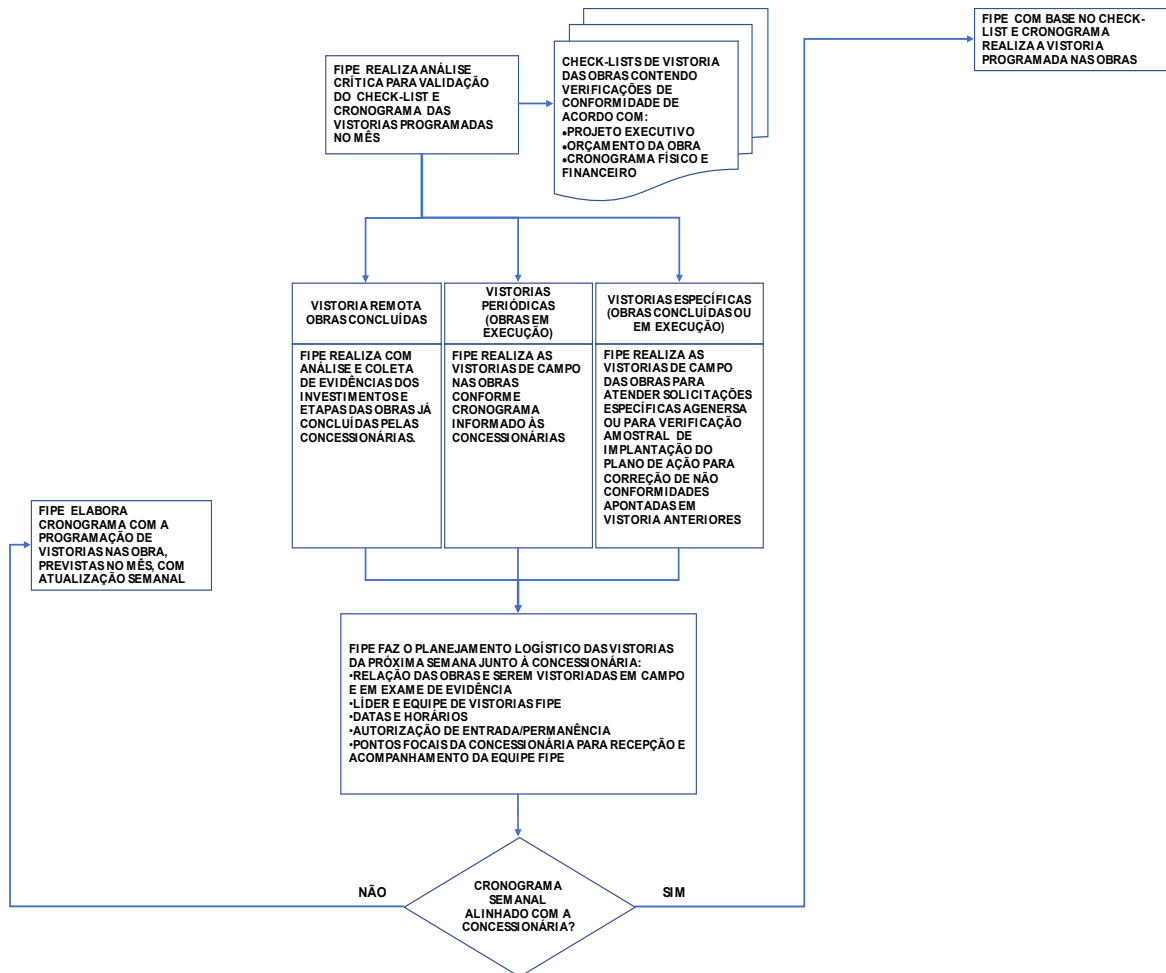 FIPE REALIZA ANÁLISE
CRÍTICA PARA VALIDAÇÃO
DO CHECK-LIST E
CRONOGRAMA DAS
VISTORIAS PROGRAMADAS
NO MÊS
CHECK-LISTS DE VISTORIA
DAS OBRAS CONTENDO
VERIFICAÇÕES DE
CONFORMIDADE DE
ACORDO COM:
•PROJETO EXECUTIVO
•ORÇAMENTO DA OBRA
•CRONOGRAMA FÍSICO E
FINANCEIRO
FIPE COM BASE NO CHECK-
LIST E CRONOGRAMA
REALIZA A VISTORIA
PROGRAMADA NAS OBRAS
VISTORIA REMOTA
OBRAS CONCLUÍDAS
FIPE REALIZA COM
ANÁLISE E COLETA
DE EVIDÊNCIAS DOS
INVESTIMENTOS E
ETAPAS DAS OBRAS JÁ
CONCLUÍDAS PELAS
CONCESSIONÁRIAS.
VISTORIAS
PERIÓDICAS
(OBRAS EM
EXECUÇÃO)
FIPE REALIZA AS
VISTORIAS DE CAMPO
NAS OBRAS
CONFORME
CRONOGRAMA
INFORMADO ÀS
CONCESSIONÁRIAS
VISTORIAS ESPECÍFICAS
(OBRAS CONCLUÍDAS OU
EM EXECUÇÃO)
FIPE REALIZA AS
VISTORIAS DE CAMPO
DAS OBRAS PARA
ATENDER SOLICITAÇÕES
ESPECÍFICAS AGENERSA
OU PARA VERIFICAÇÃO
AMOSTRAL DE
IMPLANTAÇÃO DO
PLANO DE AÇÃO PARA
CORREÇÃO DE NÃO
CONFORMIDADES
APONTADAS EM
VISTORIA ANTERIORES
FIPE ELABORA
CRONOGRAMA COM A
PROGRAMAÇÃO DE
VISTORIAS NAS OBRA,
PREVISTAS NO MÊS, COM
ATUALIZAÇÃO SEMANAL
FIPE FAZ O PLANEJAMENTO LOGÍSTICO DAS VISTORIAS
DA PRÓXIMA SEMANA JUNTO À CONCESSIONÁRIA:
•RELAÇÃO DAS OBRAS E SEREM VISTORIADAS EM CAMPO
E EM EXAME DE EVIDÊNCIA
•LÍDER E EQUIPE DE VISTORIAS FIPE
•DATAS E HORÁRIOS
•AUTORIZAÇÃO DE ENTRADA/PERMANÊNCIA
•PONTOS FOCAIS DA CONCESSIONÁRIA PARA RECEPÇÃO E
ACOMPANHAMENTO DA EQUIPE FIPE
NÃO
CRONOGRAMA
SEMANAL
ALINHADO COM A
CONCESSIONÁRIA?
SIM